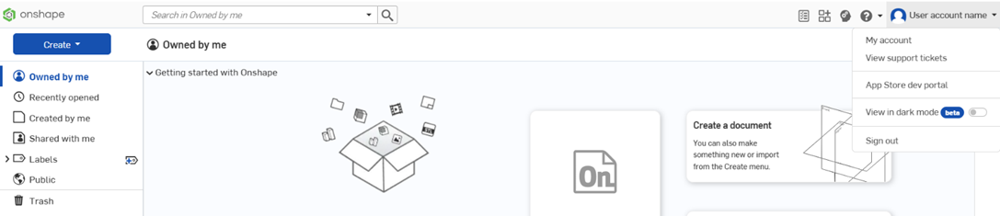 onshape
Search in Owned by me
User account name
Create
Owned by me
My account
View support tickets
App Store dev portal
View in dark mode beta
Sign out
Owned by me
Recently opened
Created by me
Shared with me
Labels
Public
Trash
Getting started with Onshape
STL
On
Create a document
You can also make
something new or import
from the Create menu.